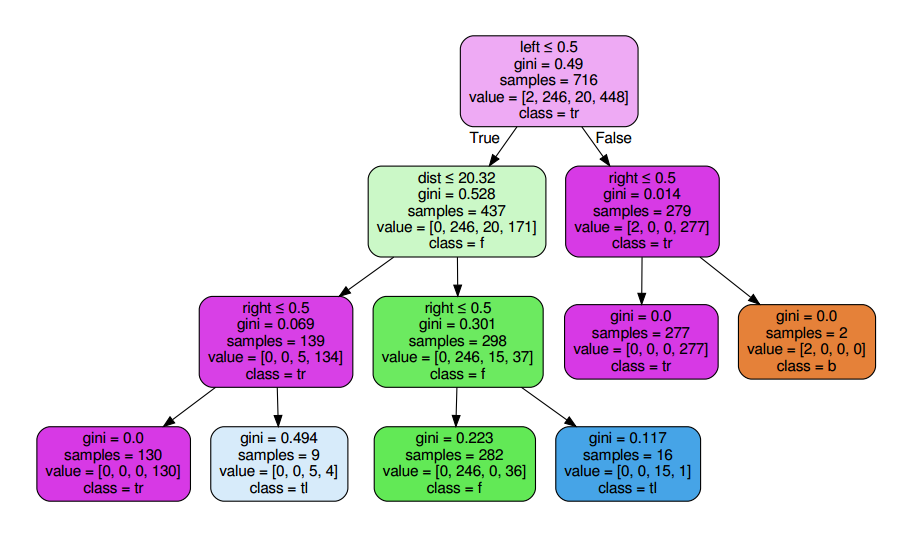 left ≤ 0.5
gini = 0.49
samples = 716
value = [2, 246, 20, 448]
class = tr
True
False
dist ≤ 20.32
gini = 0.528
samples = 437
value = [0, 246, 20, 171]
class = f
right ≤ 0.5
gini = 0.014
samples = 279
value = [2, 0, 0, 277]
class = tr
right ≤ 0.5
gini = 0.069
samples = 139
value = [0, 0, 5, 134]
class = tr
right ≤ 0.5
gini = 0.301
samples = 298
value = [0, 246, 15, 37]
class = f
gini = 0.0
samples = 277
value = [0, 0, 0, 277]
class = tr
gini = 0.0
samples = 2
value = [2, 0, 0, 0]
class = b
gini = 0.0
samples = 130
value = [0, 0, 0, 130]
class = tr
gini = 0.494
samples = 9
value = [0, 0, 5, 4]
class = tl
gini = 0.223
samples = 282
value = [0, 246, 0, 36]
class = f
gini = 0.117
samples = 16
value = [0, 0, 15, 1]
class = tl